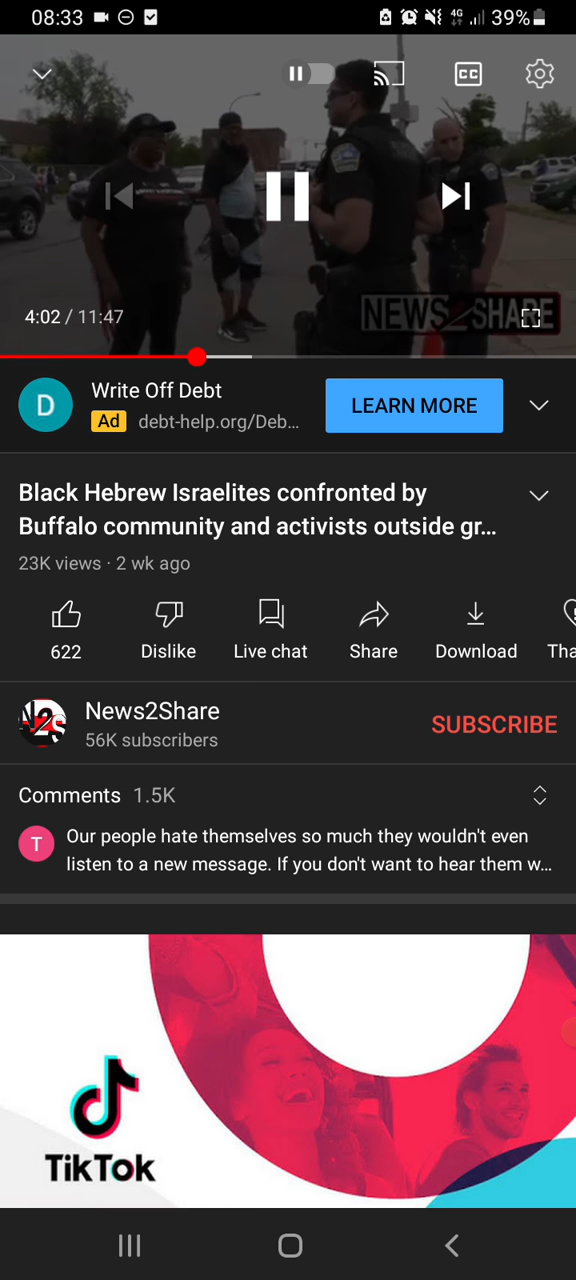 08:33
4G
39%
CC
4:02 / 11:47
NEWS2SHARE
D
Write Off Debt
Ad debt-help.org/Deb...
LEARN MORE
Black Hebrew Israelites confronted by
Buffalo community and activists outside gr...
23K views · 2 wk ago
622
Dislike
Live chat
Share
Download
Tha
N2S
News2Share
56K subscribers
SUBSCRIBE
Comments 1.5K
T
Our people hate themselves so much they wouldn't even
listen to a new message. If you don't want to hear them w...
TikTok